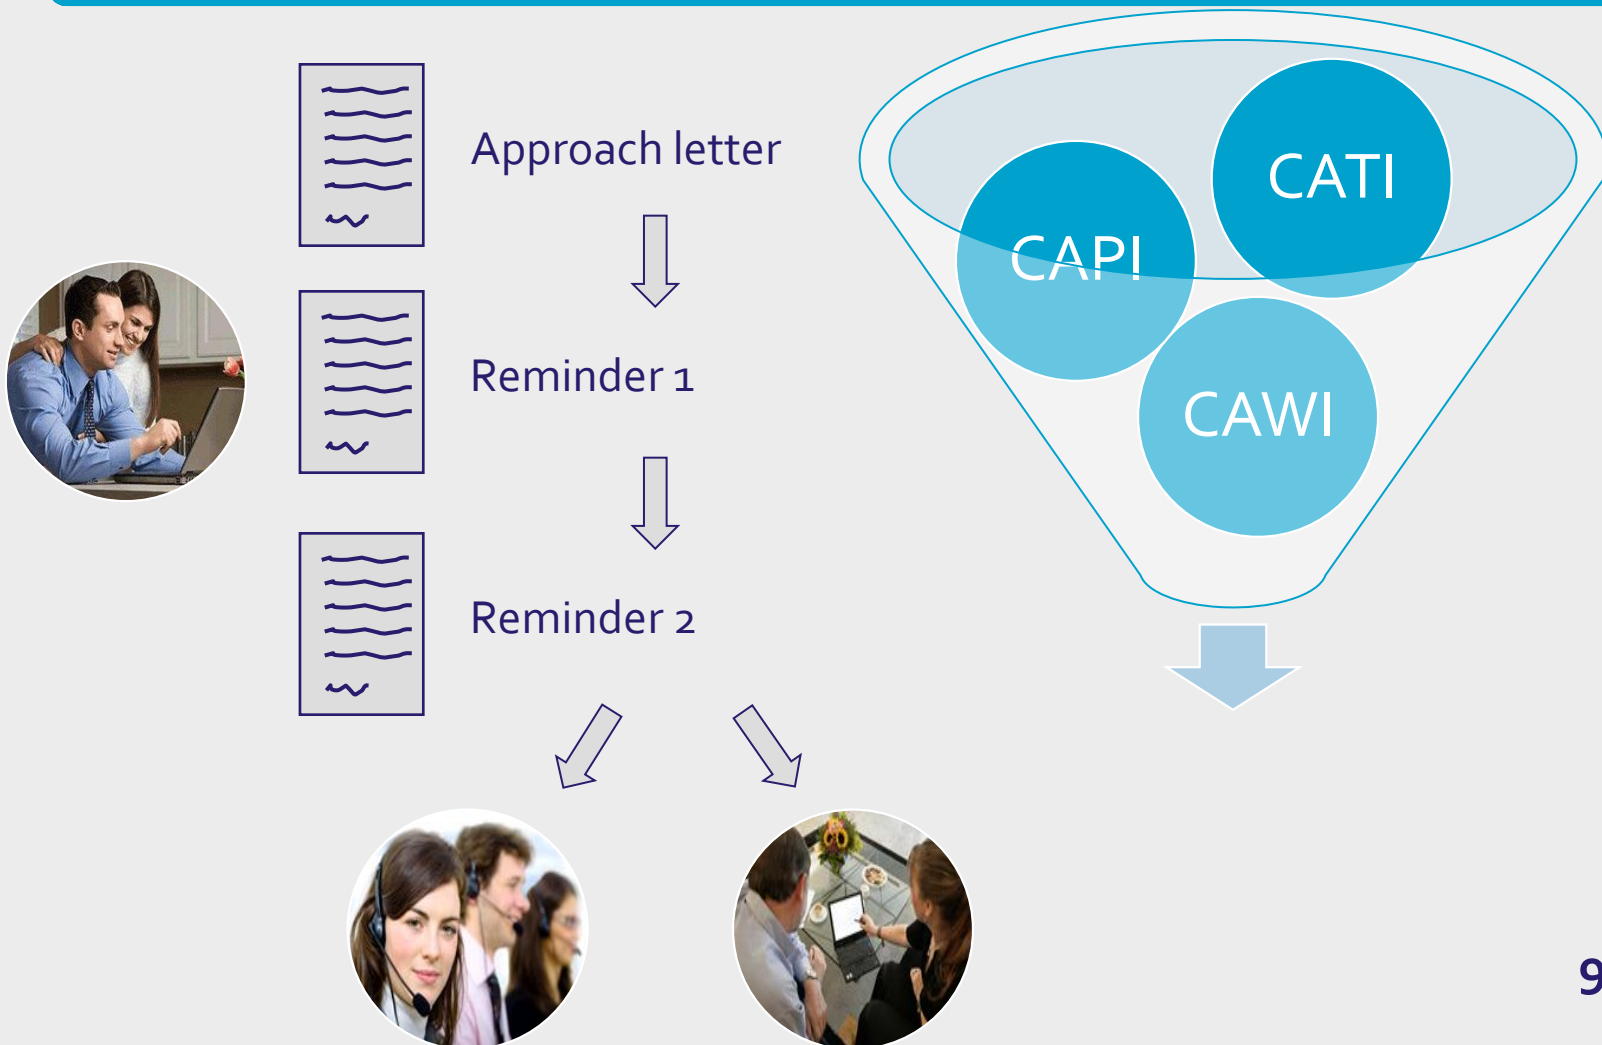 Approach letter
Reminder 1
Reminder 2
CATI
CAPI
CAWI
9